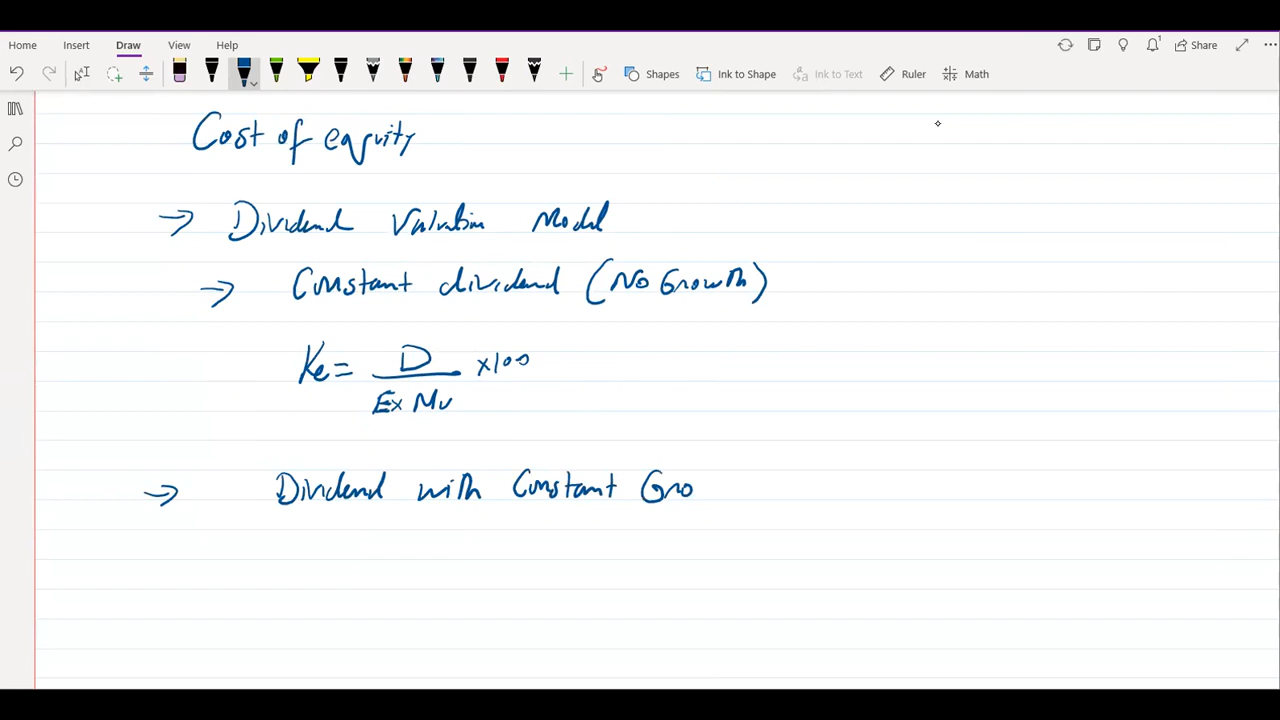 Home Insert Draw View Help
1 Share
Shapes Ink to Shape Ink to Text Ruler Math
Cost of equity
→ Dividend Valuation Model
→ Constant dividend (No Growth)
Ke = D / Ex Mv ×100
→ Dividend with Constant Gro